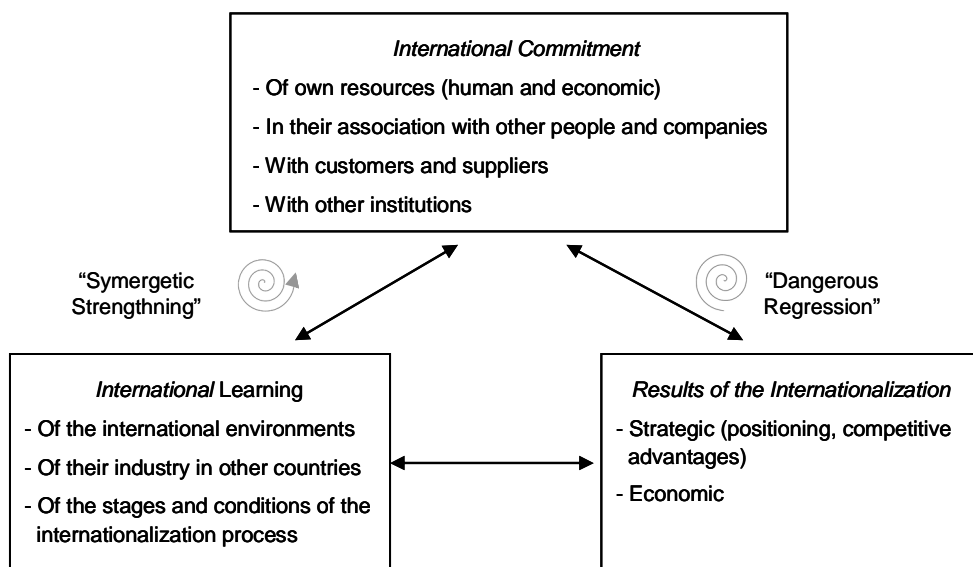 International Commitment
- Of own resources (human and economic)
- In their association with other people and companies
- With customers and suppliers
- With other institutions
“Symergetic
Strengthning”
“Dangerous
Regression”
International Learning
- Of the international environments
- Of their industry in other countries
- Of the stages and conditions of the
internationalization process
Results of the Internationalization
- Strategic (positioning, competitive
advantages)
- Economic